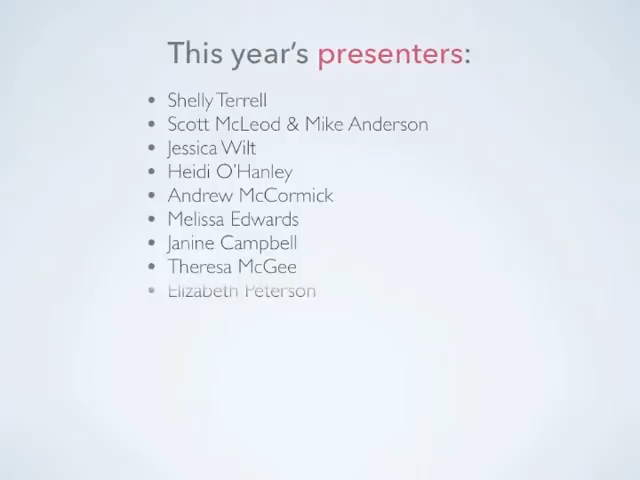 This year's presenters:
• Shelly Terrell
• Scott McLeod & Mike Anderson
• Jessica Wilt
• Heidi O'Hanley
• Andrew McCormick
• Melissa Edwards
• Janine Campbell
• Theresa McGee
• Elizabeth Peterson